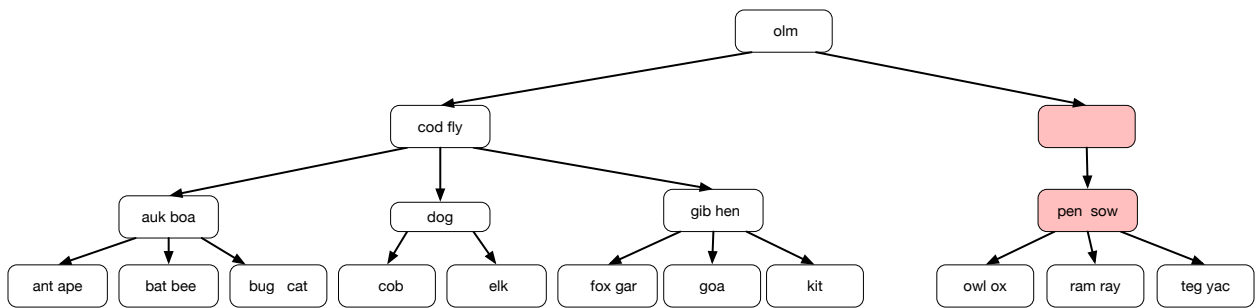 olm
cod fly
auk boa
dog
gib hen
pen sow
ant ape
bat bee
bug cat
cob
elk
fox gar
goa
kit
owl ox
ram ray
teg yac